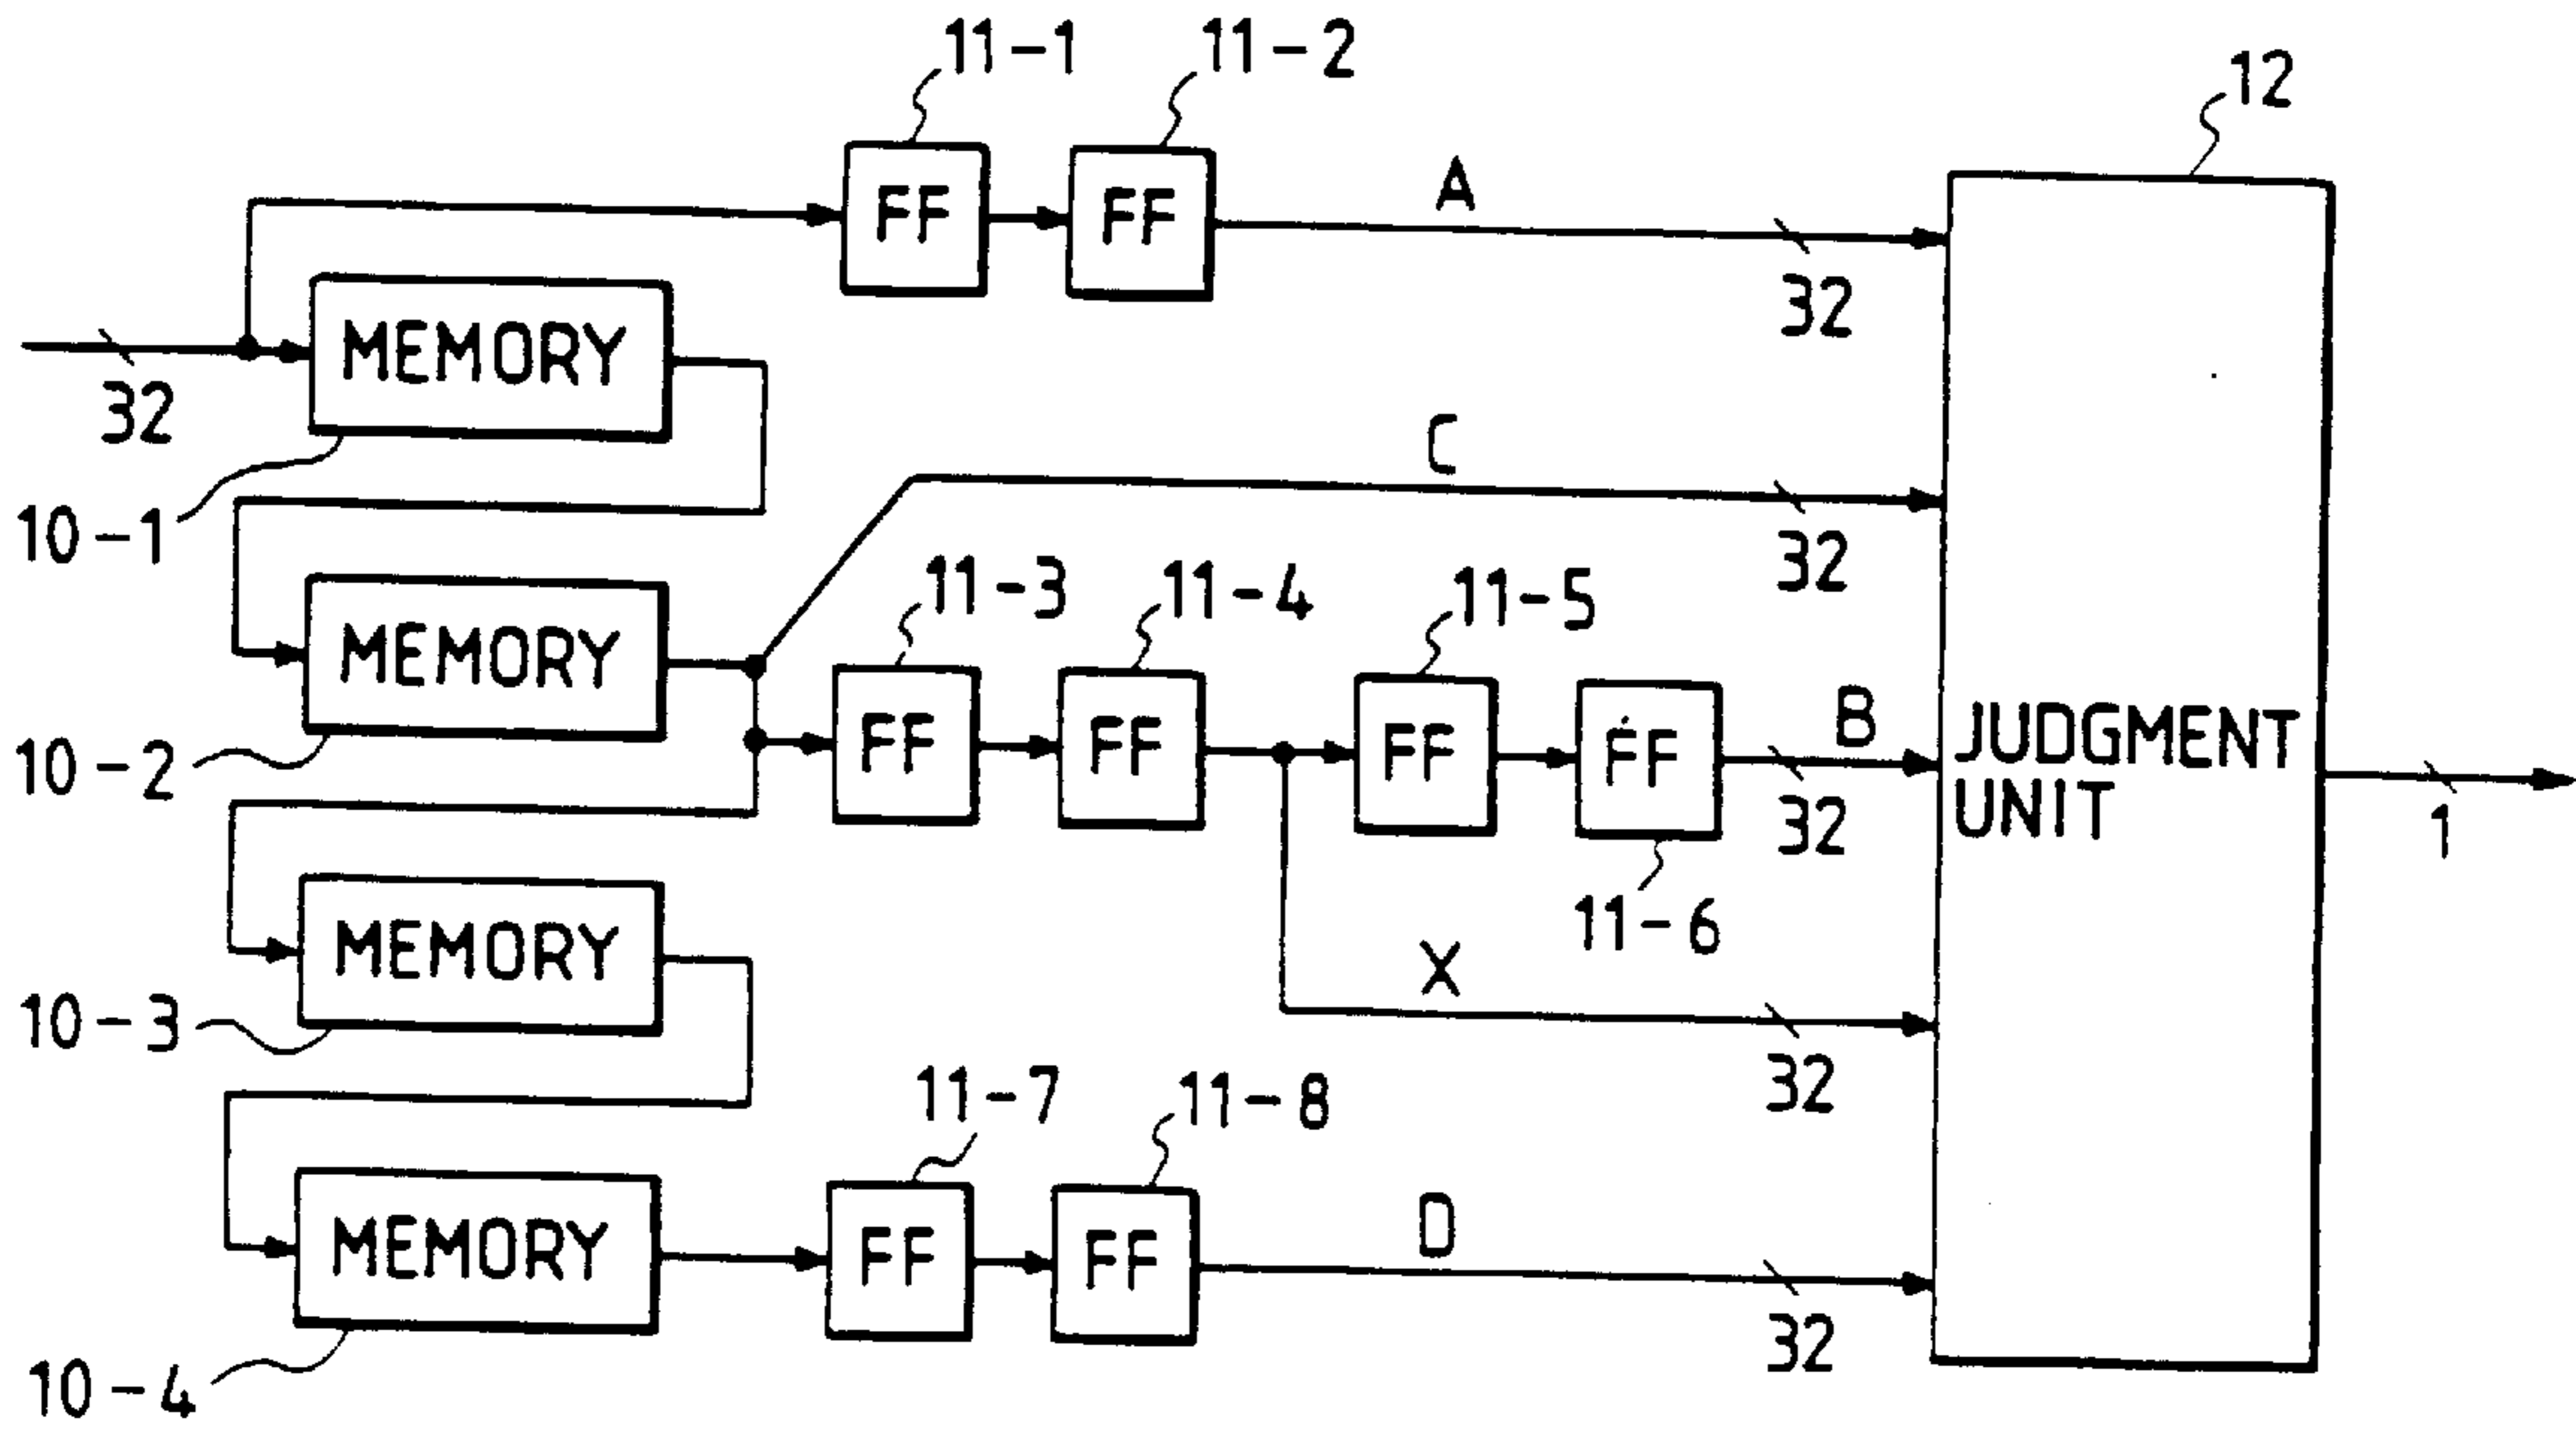 11-1
11-2
12
A
FF
FF
32
MEMORY
32
C
10-1
32
11-3
11-4
11-5
MEMORY
B
FF
FF
FF
FF
JUDGMENT
UNIT
10-2
32
1
11-6
MEMORY
X
10-3
32
11-7
11-8
D
MEMORY
FF
FF
32
10-4